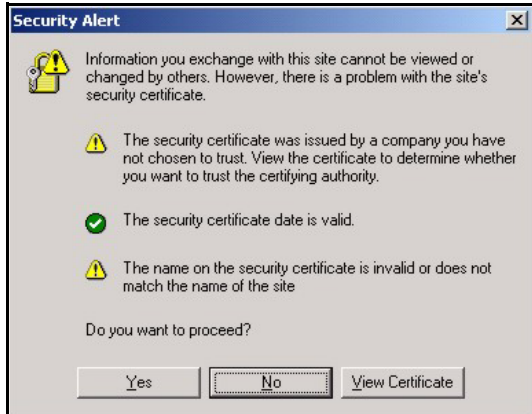 Security Alert
Information you exchange with this site cannot be viewed or
changed by others. However, there is a problem with the site's
security certificate.
The security certificate was issued by a company you have
not chosen to trust. View the certificate to determine whether
you want to trust the certifying authority.
The security certificate date is valid.
The name on the security certificate is invalid or does not
match the name of the site
Do you want to proceed?
Yes No View Certificate